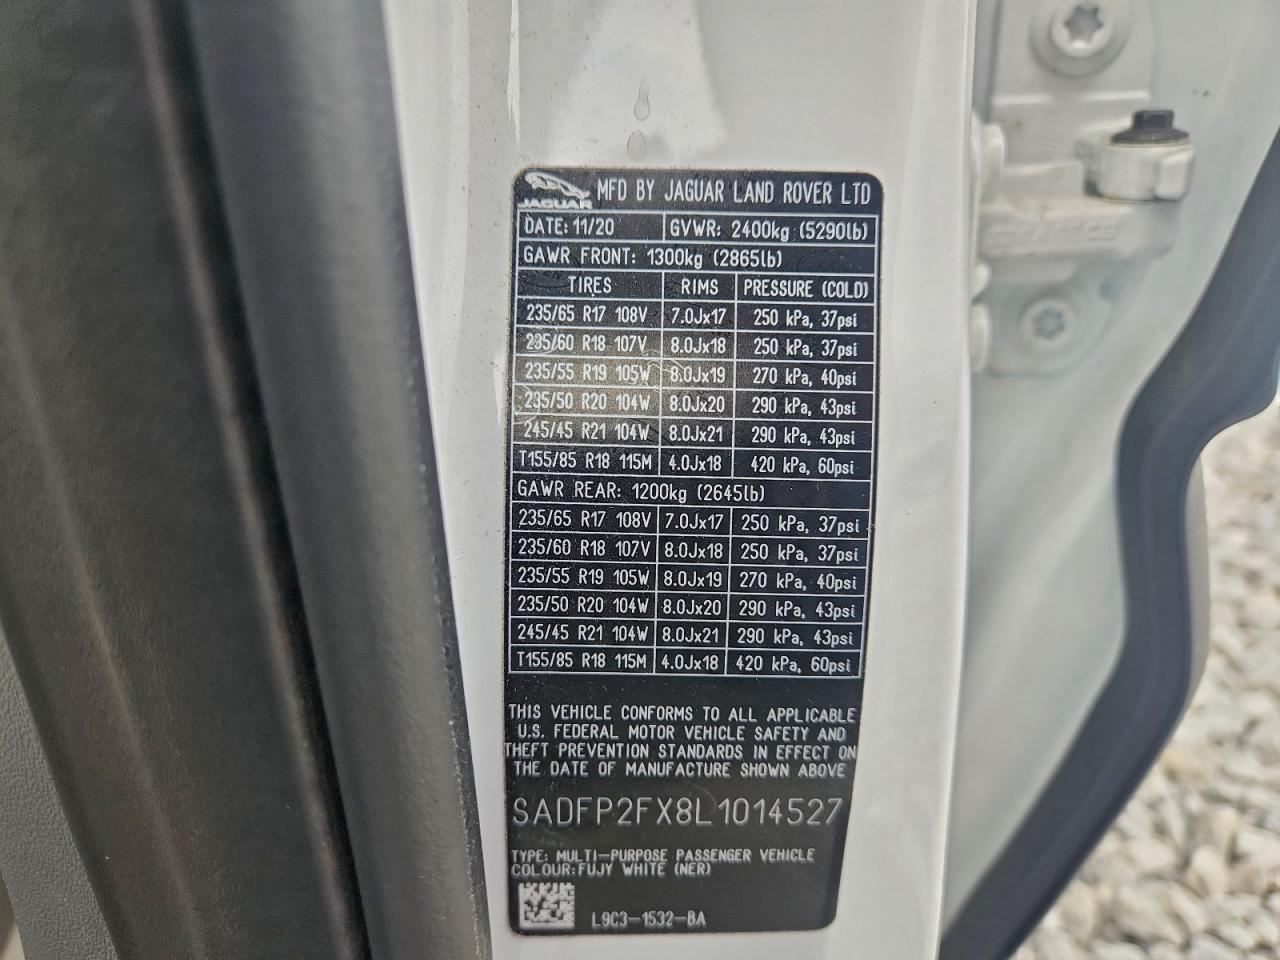 JAGUAR MFD BY JAGUAR LAND ROVER LTD
DATE: 11/20 GVWR: 2400kg (5290lb)
GAWR FRONT: 1300kg (2865lb)
TIRES RIMS PRESSURE (COLD)
235/65 R17 108V 7.0Jx17 250 kPa, 37psi
235/60 R18 107V 8.0Jx18 250 kPa, 37psi
235/55 R19 105W 8.0Jx19 270 kPa, 40psi
235/50 R20 104W 8.0Jx20 290 kPa, 43psi
245/45 R21 104W 8.0Jx21 290 kPa, 43psi
T155/85 R18 115M 4.0Jx18 420 kPa, 60psi
GAWR REAR: 1200kg (2645lb)
235/65 R17 108V 7.0Jx17 250 kPa, 37psi
235/60 R18 107V 8.0Jx18 250 kPa, 37psi
235/55 R19 105W 8.0Jx19 270 kPa, 40psi
235/50 R20 104W 8.0Jx20 290 kPa, 43psi
245/45 R21 104W 8.0Jx21 290 kPa, 43psi
T155/85 R18 115M 4.0Jx18 420 kPa, 60psi
THIS VEHICLE CONFORMS TO ALL APPLICABLE
U.S. FEDERAL MOTOR VEHICLE SAFETY AND
THEFT PREVENTION STANDARDS IN EFFECT ON
THE DATE OF MANUFACTURE SHOWN ABOVE
SADFP2FX8L1014527
TYPE: MULTI-PURPOSE PASSENGER VEHICLE
COLOUR:FUJY WHITE (NER)
L9C3-1532-BA